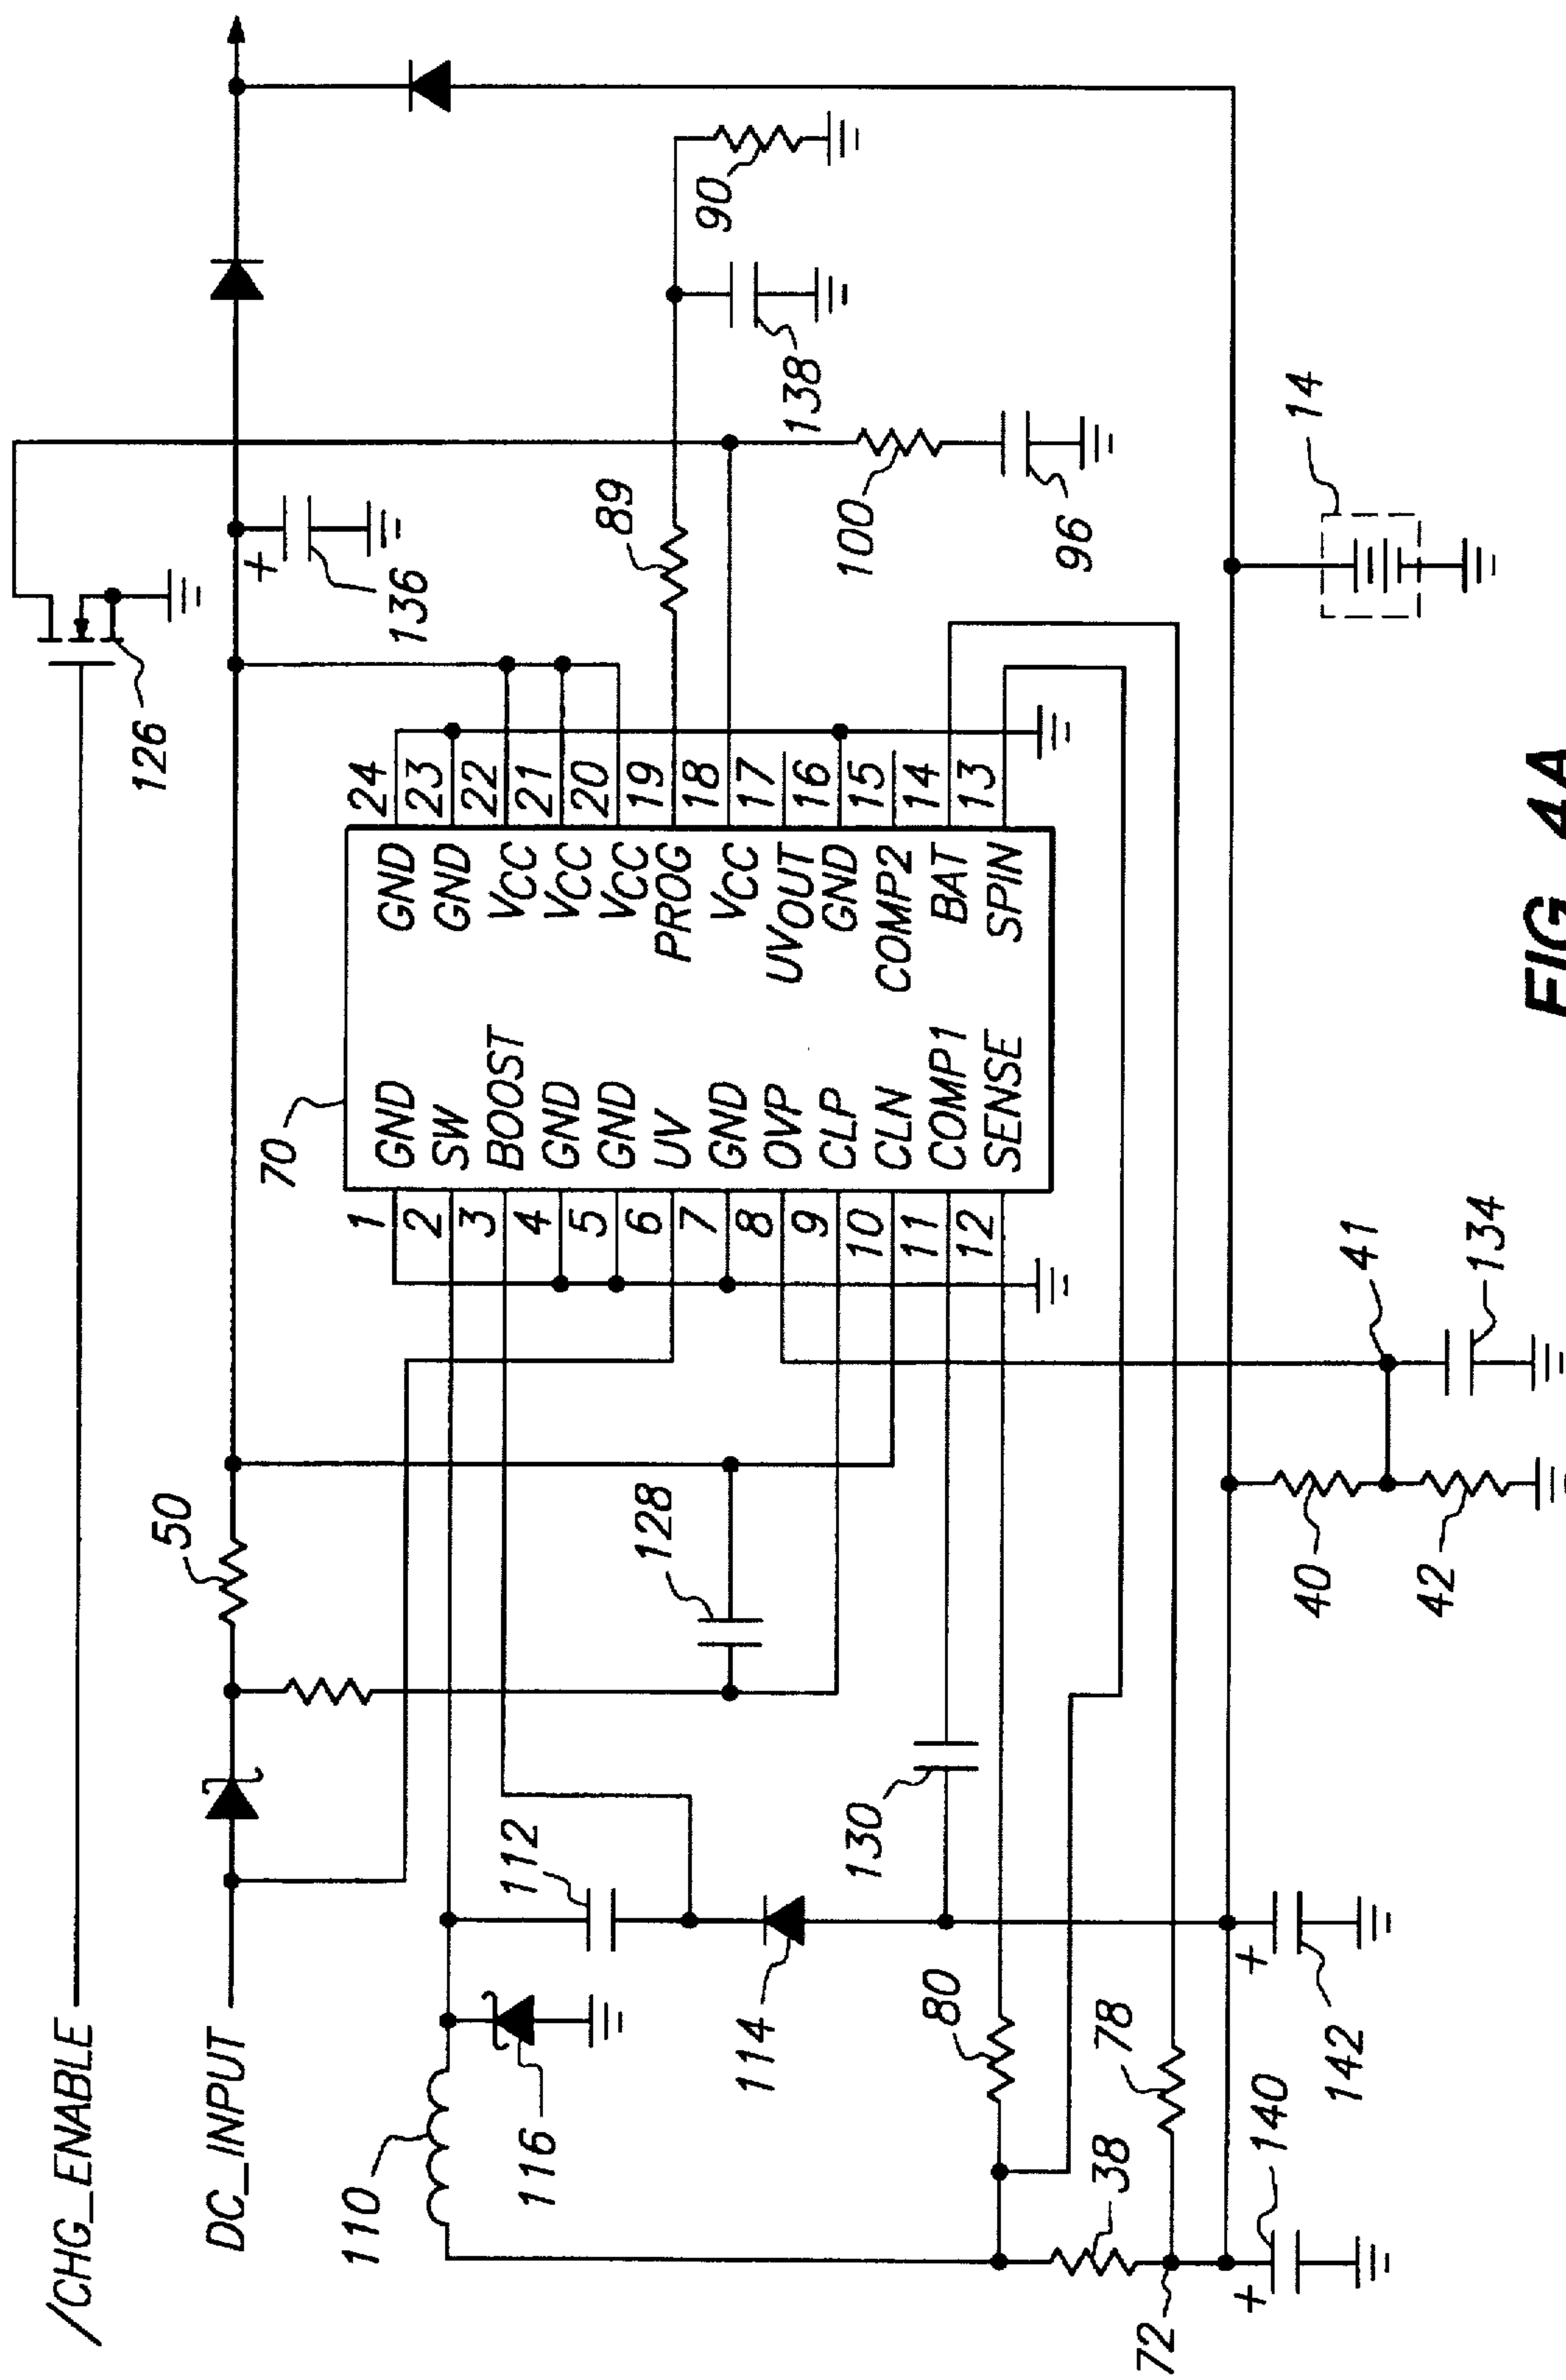 /CHG_ENABLE
DC_INPUT
50
126
136
70
1 GND
2 SW
3 BOOST
4 GND
5 GND
6 UV
7 GND
8 OVP
9 CLP
10 CLN
11 COMP1
12 SENSE
GND 24
GND 23
VCC 22
VCC 21
VCC 20
PROG 19
VCC 18
UVOUT 17
GND 16
COMP2 15
BAT 14
SPIN 13
110
116
112
114
128
130
80
78
38
72
+
140
+
142
40
42
41
134
+
89
90
138
100
96
14
FIG. 4A